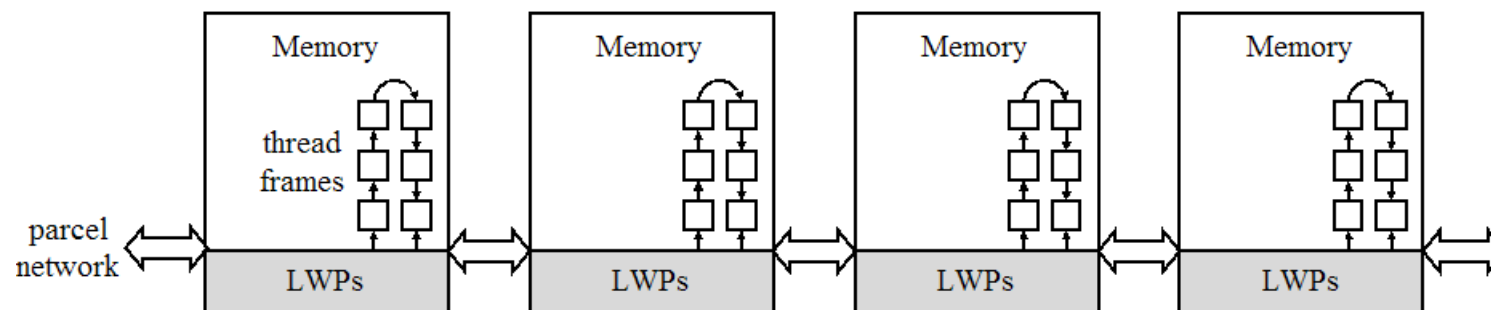 Memory
Memory
Memory
Memory
thread
frames
parcel
network
LWPs
LWPs
LWPs
LWPs